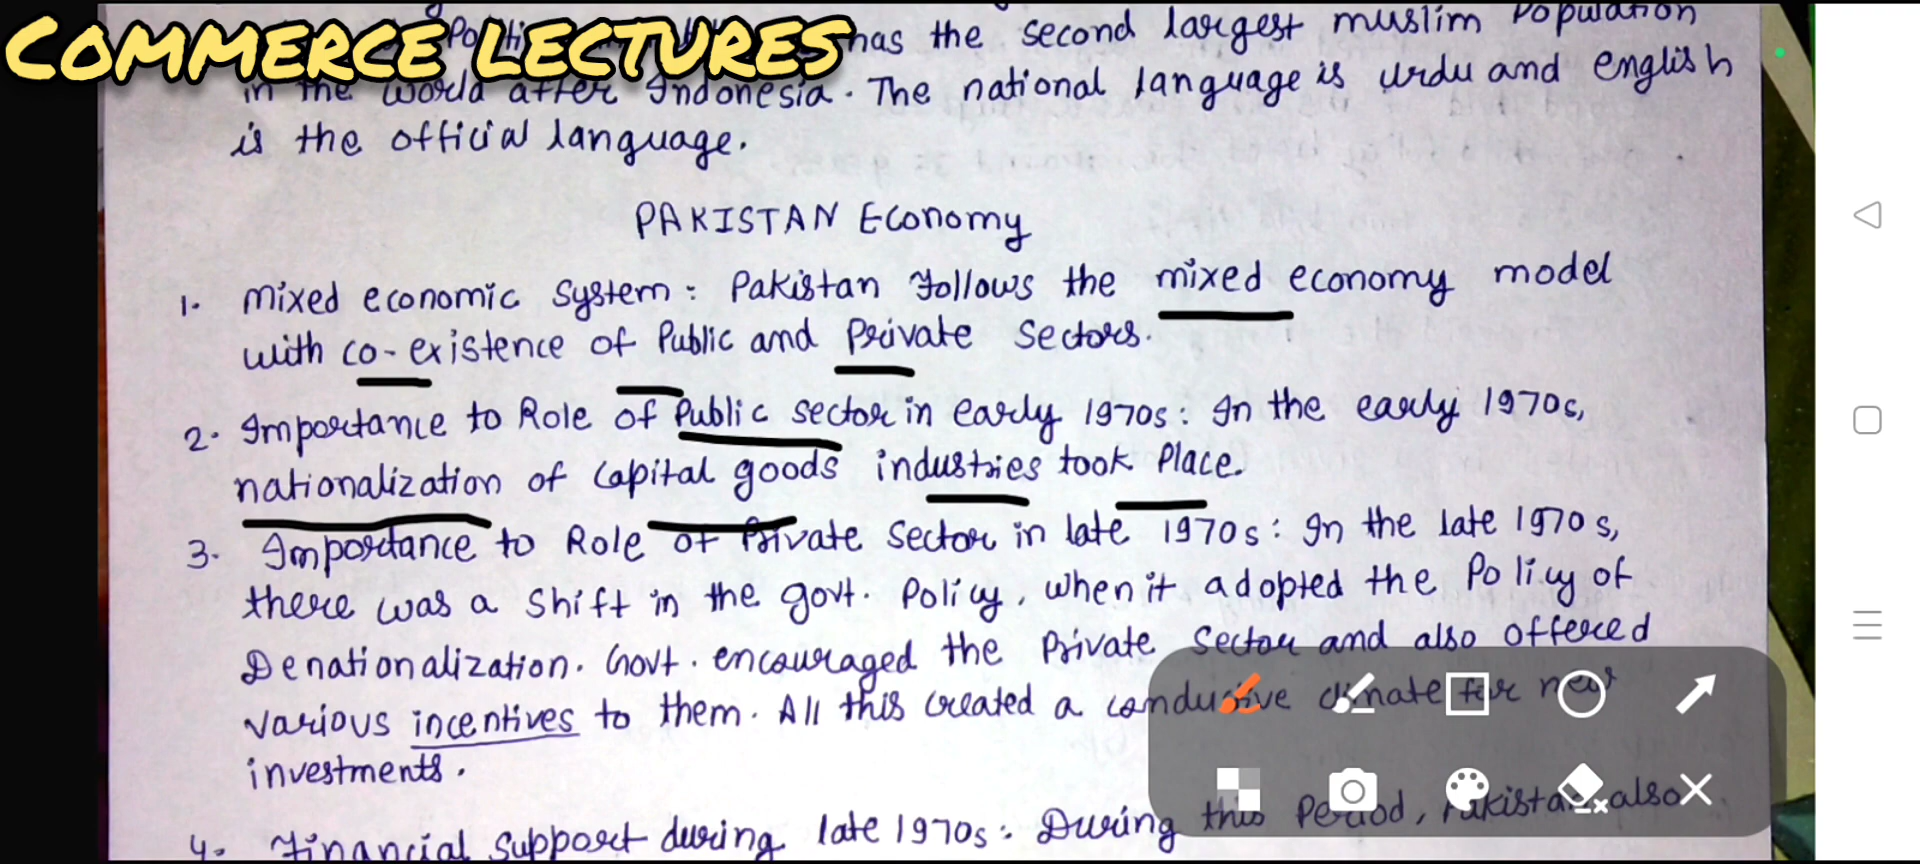 COMMERCE LECTURES
has the second largest muslim Population
in the world after Indonesia. The national language is urdu and english
is the official language.
PAKISTAN Economy
1. Mixed economic system: Pakistan follows the mixed economy model
with co-existence of Public and Private Sectors.
2. Importance to Role of Public sector in early 1970s: In the early 1970s,
nationalization of Capital goods industries took Place.
3. Importance to Role of Private Sector in late 1970s: In the late 1970s,
there was a shift in the govt. Policy, when it adopted the Policy of
Denationalization. Govt. encouraged the Private Sector and also offered
various incentives to them. All this created a conducive climate for new
investments.
4. Financial support during late 1970s: During this Period, Pakistan also